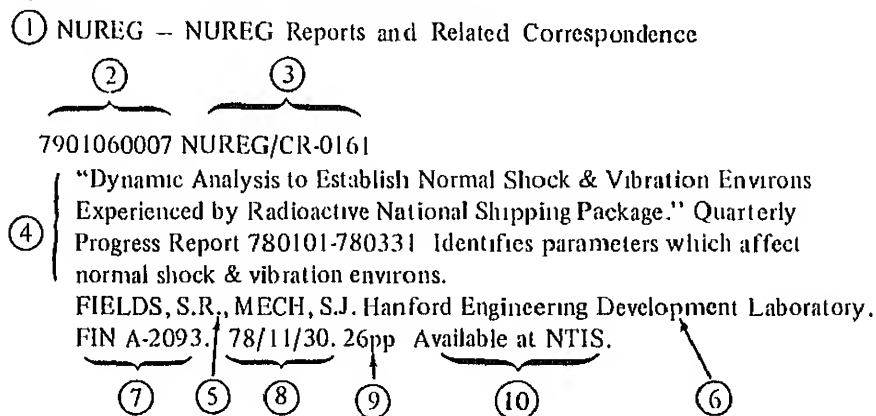 ① NUREG – NUREG Reports and Related Correspondence
② ③
7901060007 NUREG/CR-0161
"Dynamic Analysis to Establish Normal Shock & Vibration Environs
Experienced by Radioactive National Shipping Package." Quarterly
④ Progress Report 780101-780331 Identifies parameters which affect
normal shock & vibration environs.
FIELDS, S.R., MECH, S.J. Hanford Engineering Development Laboratory.
FIN A-2093. 78/11/30. 26pp Available at NTIS.
⑦ ⑤ ⑧ ⑨ ⑩ ⑥